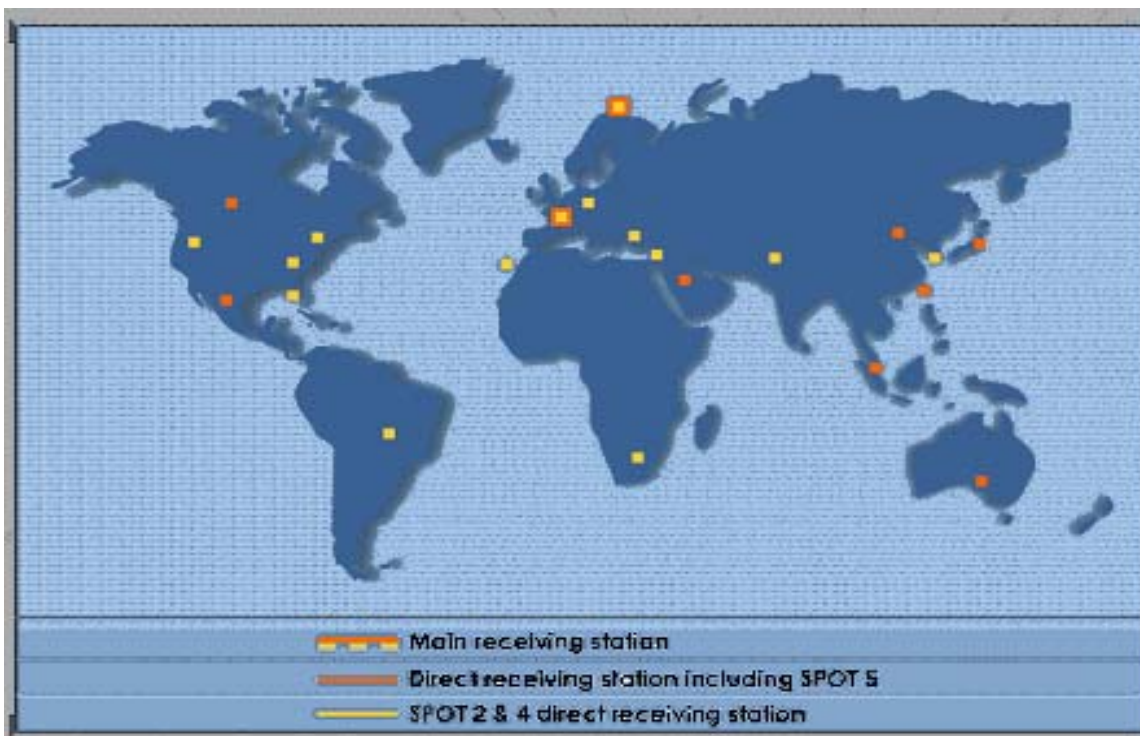 Main receiving station
Direct receiving station including SPOT 5
SPOT 2 & 4 direct receiving station